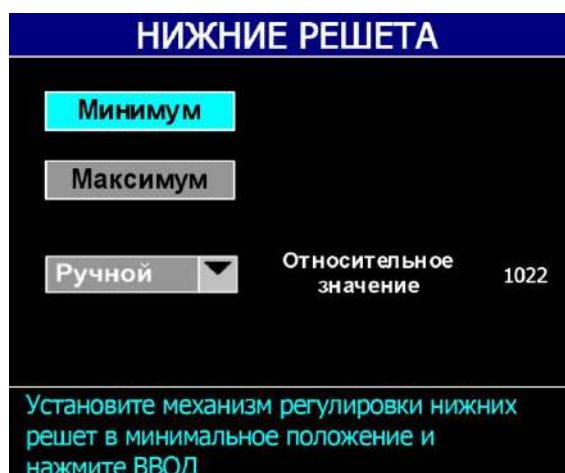 НИЖНИЕ РЕШЕТА
Минимум
Максимум
Ручной
Относительное
значение
1022
Установите механизм регулировки нижних
решет в минимальное положение и
нажмите ВВОД